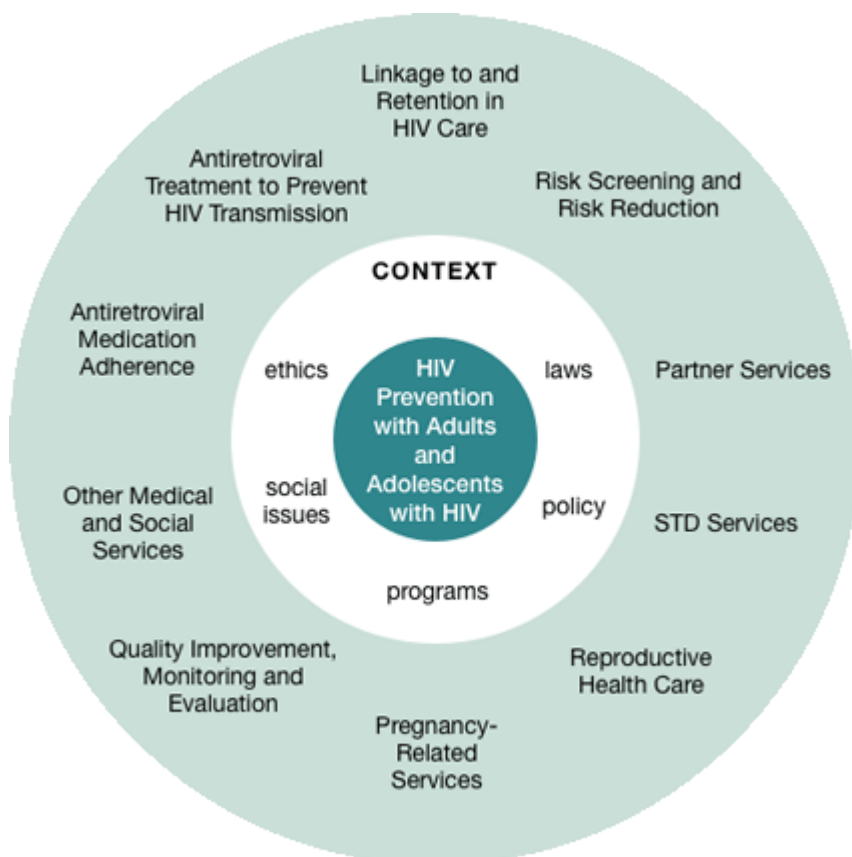 Linkage to and
Retention in
HIV Care
Antiretroviral
Treatment to Prevent
HIV Transmission
Risk Screening and
Risk Reduction
CONTEXT
Antiretroviral
Medication
Adherence
ethics
HIV
Prevention
with Adults
and
Adolescents
with HIV
laws
Partner Services
Other Medical
and Social
Services
social
issues
policy
STD Services
programs
Quality Improvement,
Monitoring and
Evaluation
Reproductive
Health Care
Pregnancy-
Related
Services